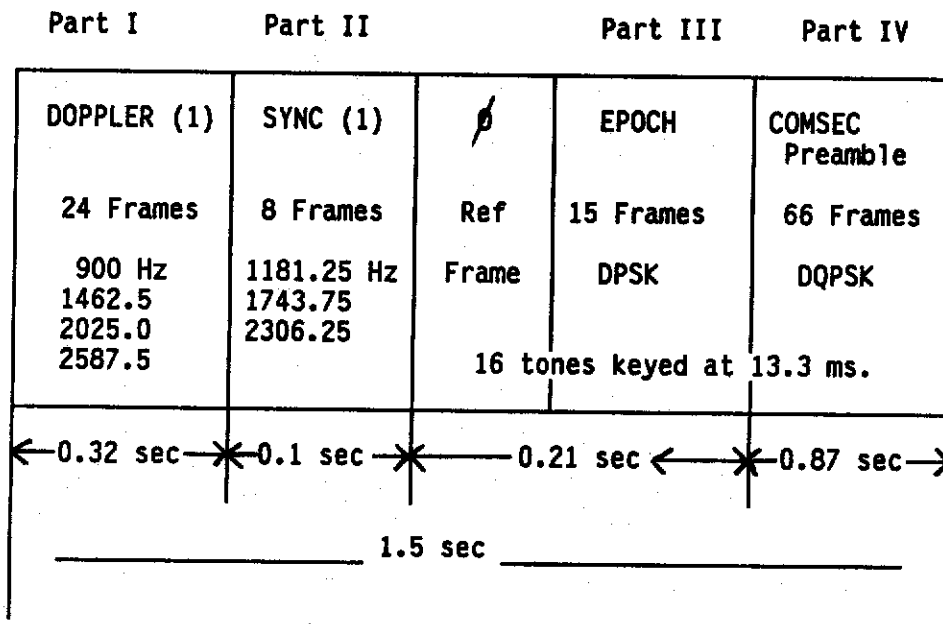 Part I Part II Part III Part IV
DOPPLER (1) SYNC (1) ϕ EPOCH COMSEC
Preamble
24 Frames 8 Frames Ref 15 Frames 66 Frames
900 Hz 1181.25 Hz Frame DPSK DQPSK
1462.5 1743.75
2025.0 2306.25
2587.5 16 tones keyed at 13.3 ms.
0.32 sec 0.1 sec 0.21 sec 0.87 sec
1.5 sec